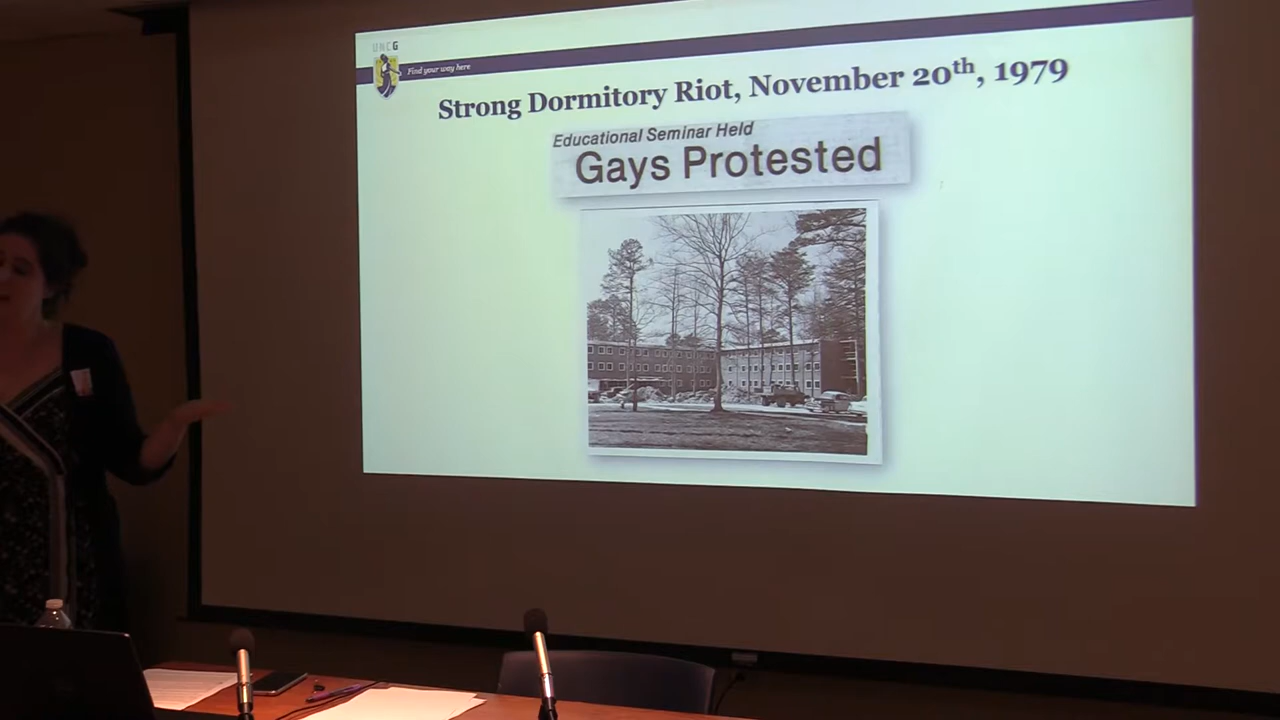 UNCG
Find your way here
Strong Dormitory Riot, November 20th, 1979
Educational Seminar Held
Gays Protested